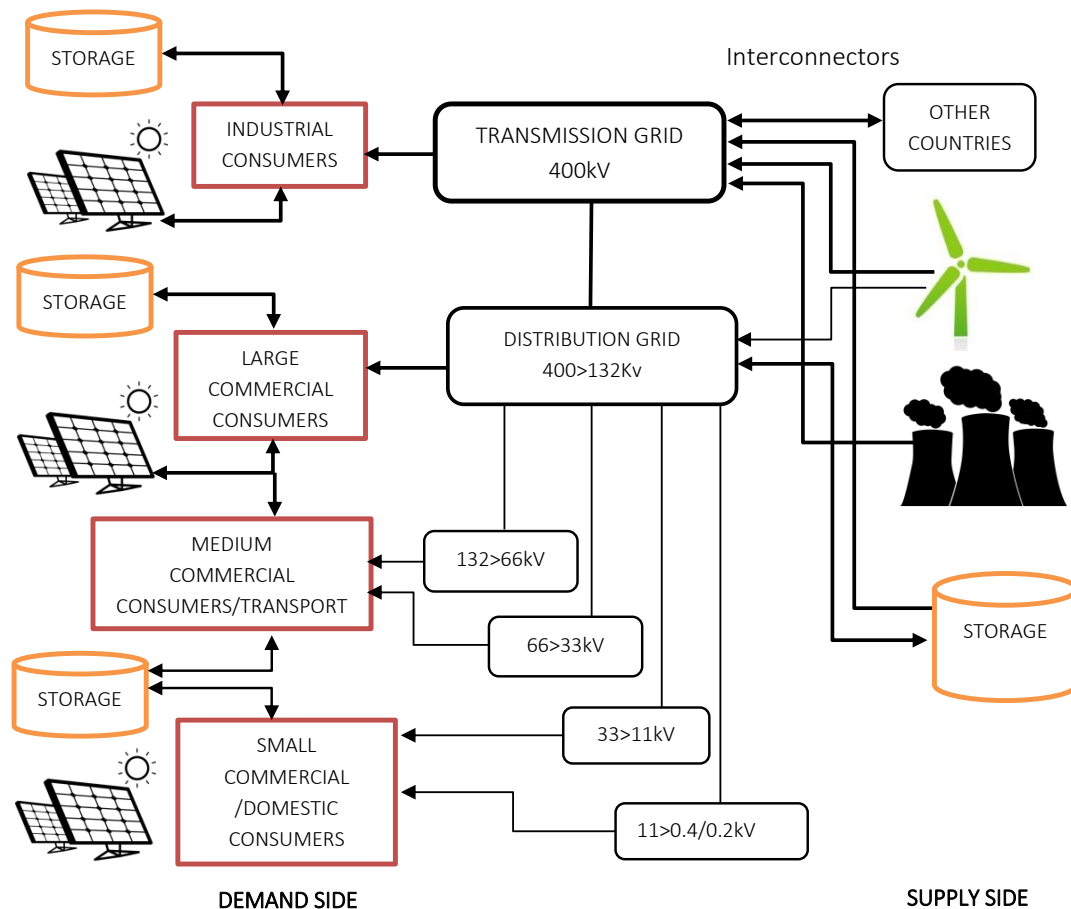 STORAGE
Interconnectors
INDUSTRIAL
CONSUMERS
TRANSMISSION GRID
400kV
OTHER
COUNTRIES
STORAGE
LARGE
COMMERCIAL
CONSUMERS
DISTRIBUTION GRID
400>132Kv
MEDIUM
COMMERCIAL
CONSUMERS/TRANSPORT
132>66kV
66>33kV
STORAGE
STORAGE
SMALL
COMMERCIAL
/DOMESTIC
CONSUMERS
33>11kV
11>0.4/0.2kV
DEMAND SIDE
SUPPLY SIDE